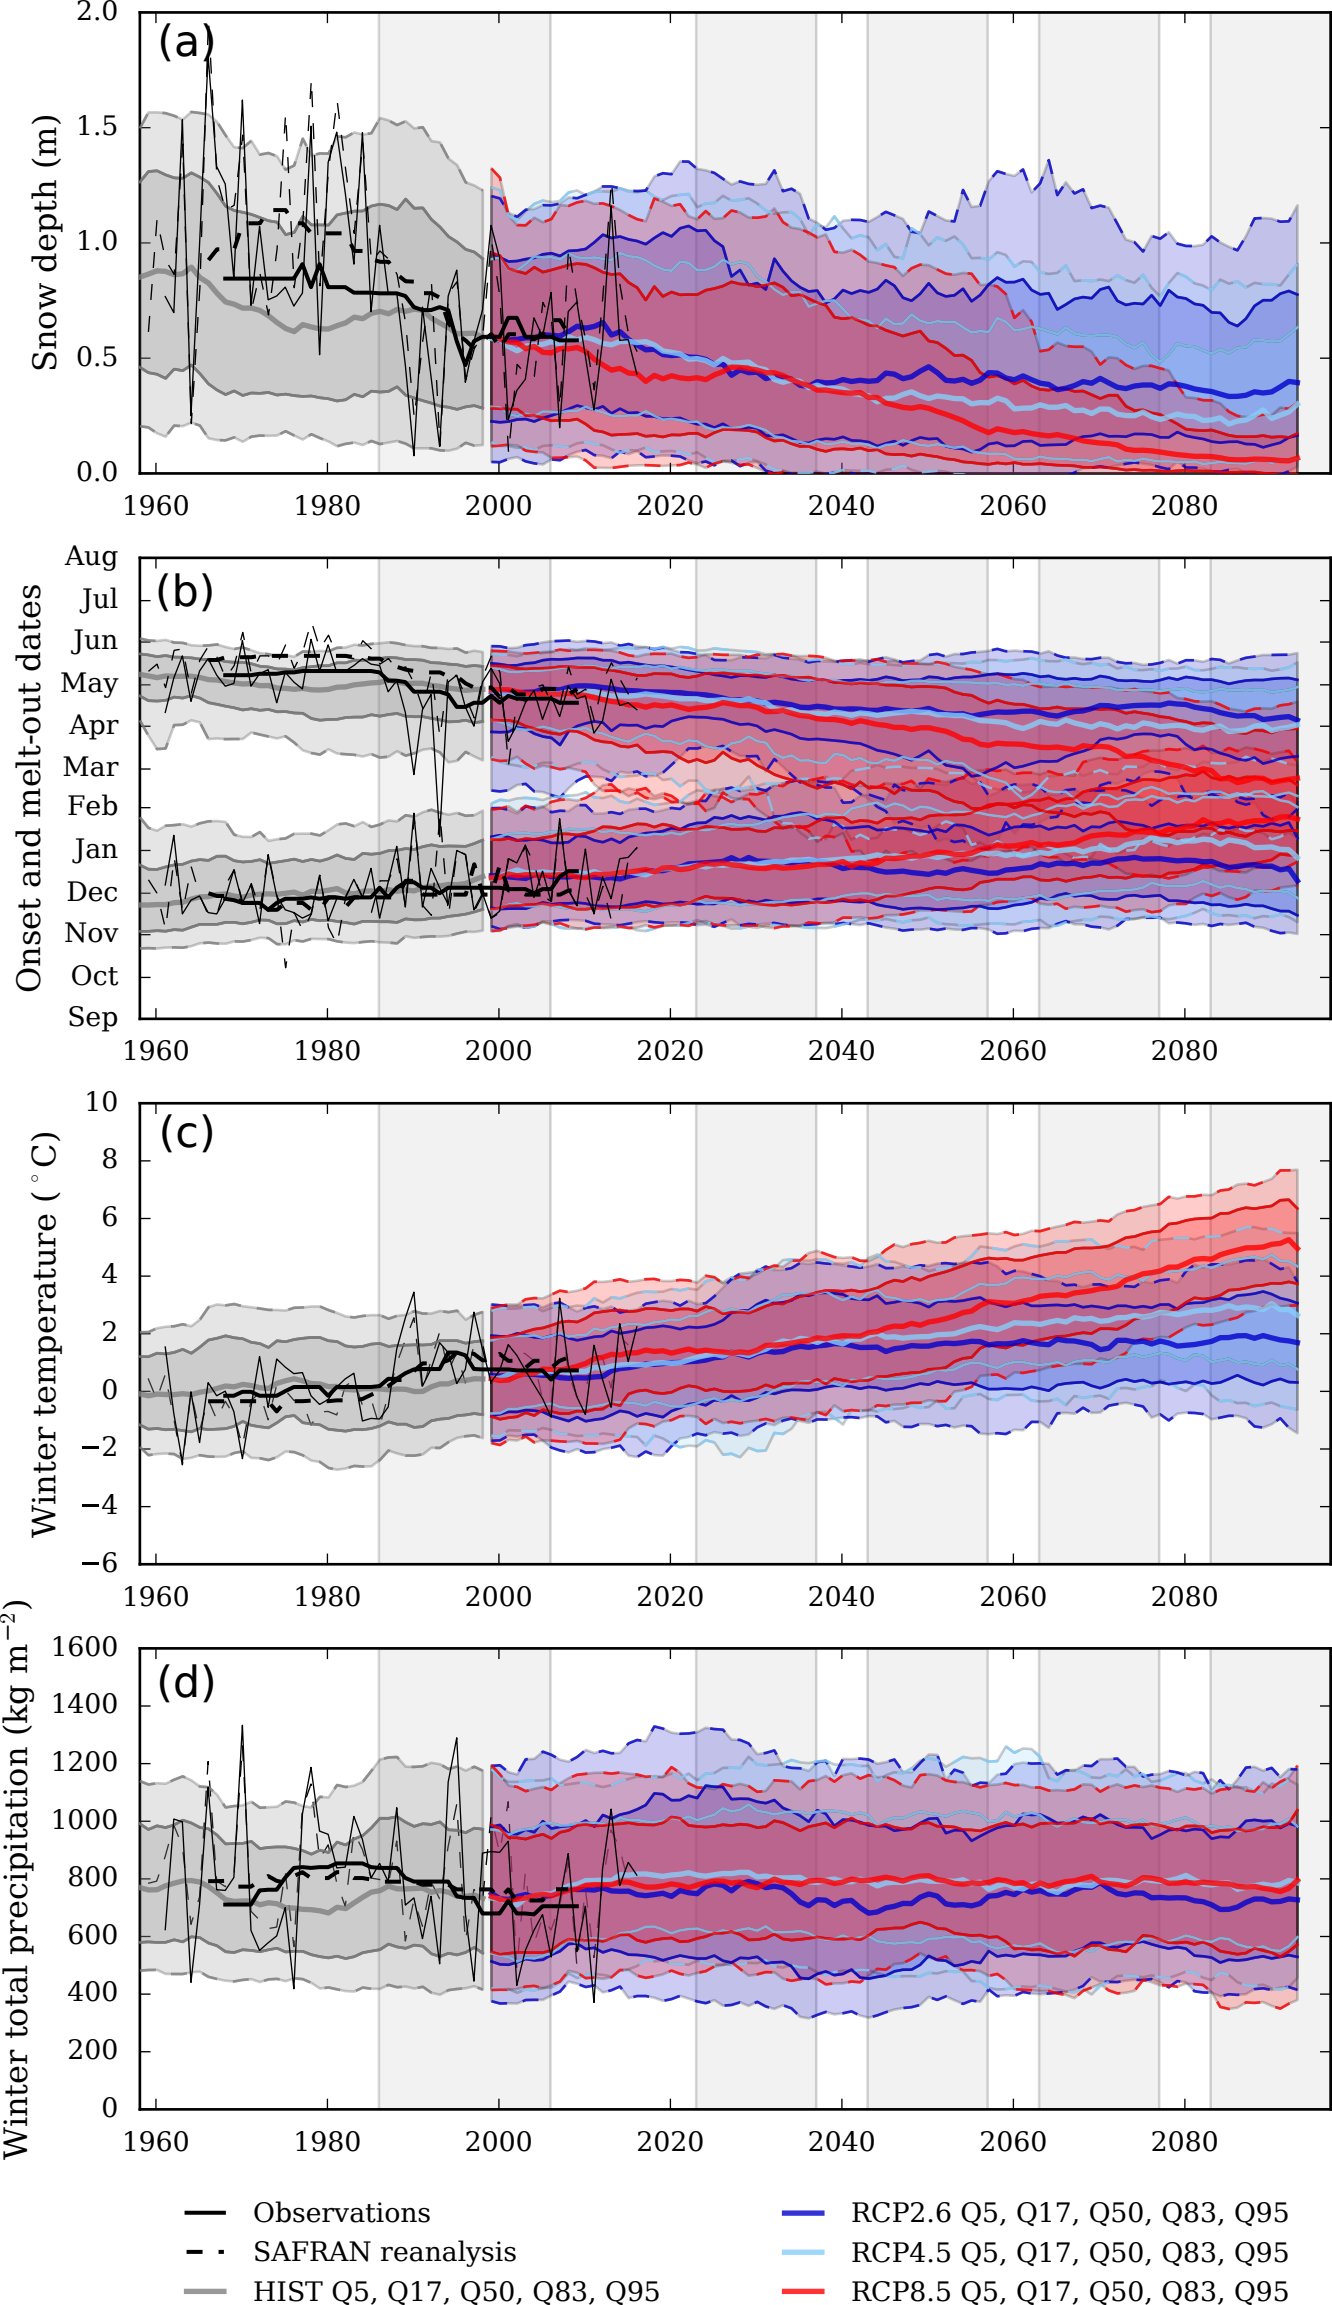 (a)
Snow depth (m)
2.0
1.5
1.0
0.5
0.0
1960 1980 2000 2020 2040 2060 2080
(b)
Onset and melt-out dates
Aug
Jul
Jun
May
Apr
Mar
Feb
Jan
Dec
Nov
Oct
Sep
1960 1980 2000 2020 2040 2060 2080
(c)
Winter temperature (°C)
10
8
6
4
2
0
−2
−4
−6
1960 1980 2000 2020 2040 2060 2080
(d)
Winter total precipitation (kg m⁻²)
1600
1400
1200
1000
800
600
400
200
0
1960 1980 2000 2020 2040 2060 2080
Observations
SAFRAN reanalysis
HIST Q5, Q17, Q50, Q83, Q95
RCP2.6 Q5, Q17, Q50, Q83, Q95
RCP4.5 Q5, Q17, Q50, Q83, Q95
RCP8.5 Q5, Q17, Q50, Q83, Q95